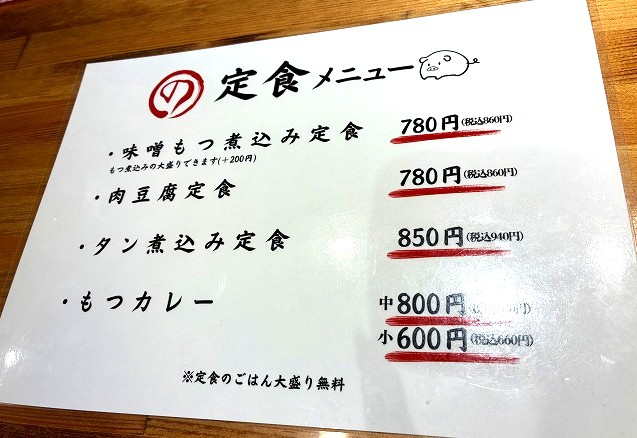 の 定食メニュー
・味噌もつ煮込み定食 780円(税込860円)
もつ煮込みの大盛りできます(+200円)
・肉豆腐定食 780円(税込860円)
・タン煮込み定食 850円(税込940円)
・もつカレー 中800円
小600円(税込660円)
※定食のごはん大盛り無料